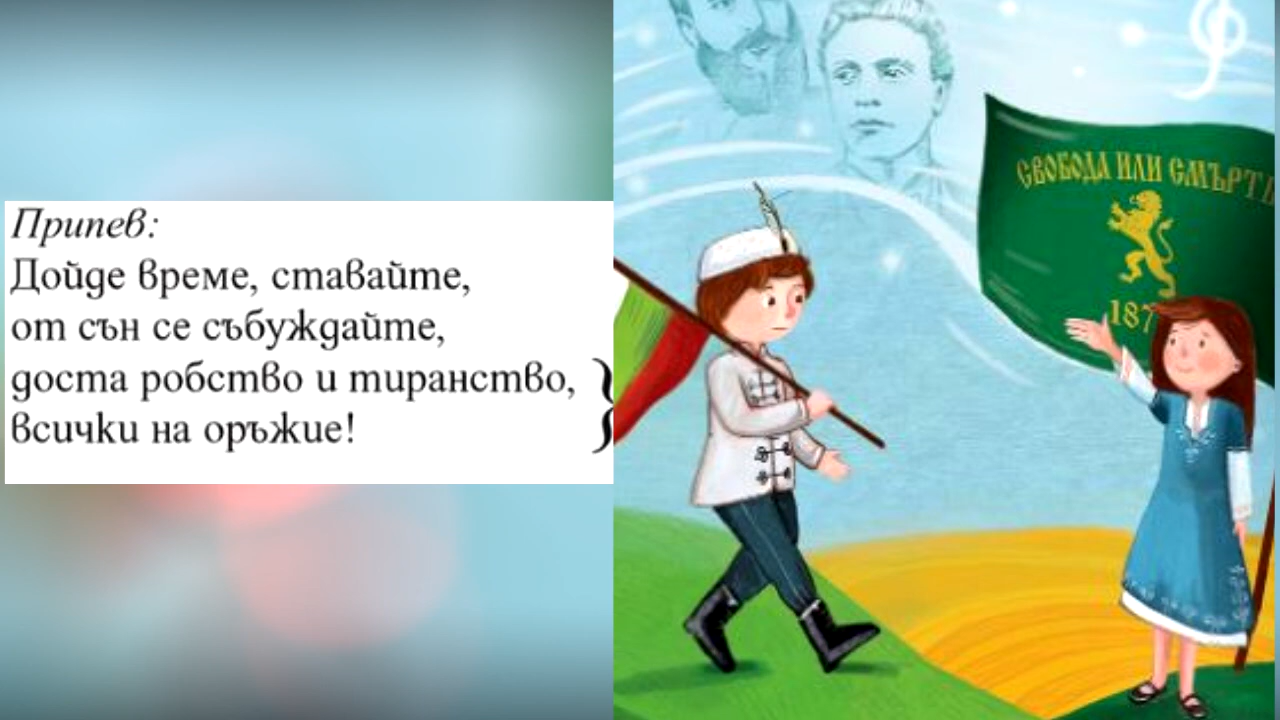 Припев:
Дойде време, ставайте,
от сън се събуждайте,
доста робство и тиранство,
всички на оръжие!
СВОБОДА ИЛИ СМЪРТЬ
187